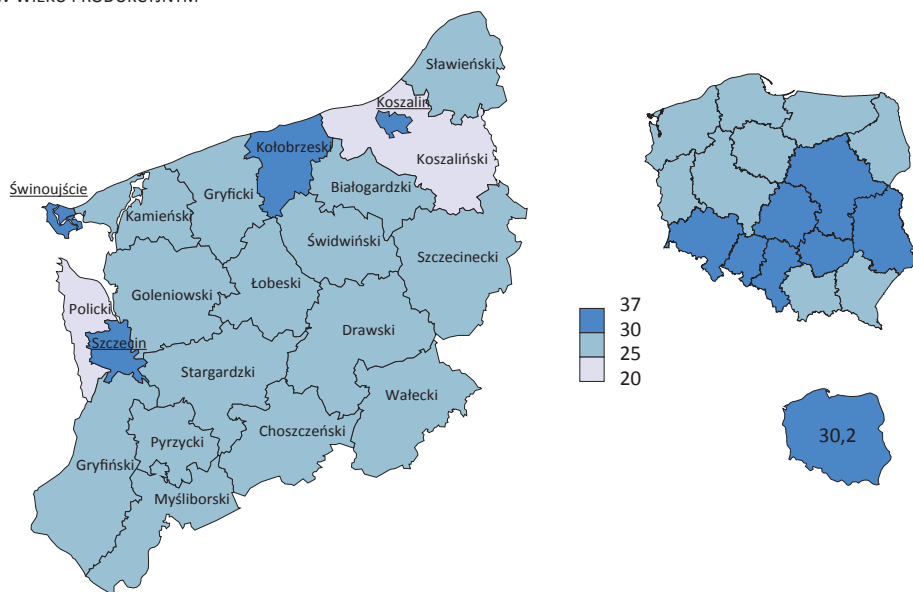 W WIEKU PRODUKCYJNYM
Sławieński
Koszalin
Kołobrzeski
Koszaliński
Świnoujście
Białogardzki
Gryficki
Kamieński
Świdwiński
Szczecinecki
Łobeski
Goleniowski
Policki
Drawski
Szczecin
Stargardzki
Wałecki
Choszczeński
Pyrzycki
Gryfiński
Myśliborski
37
30
25
20
30,2